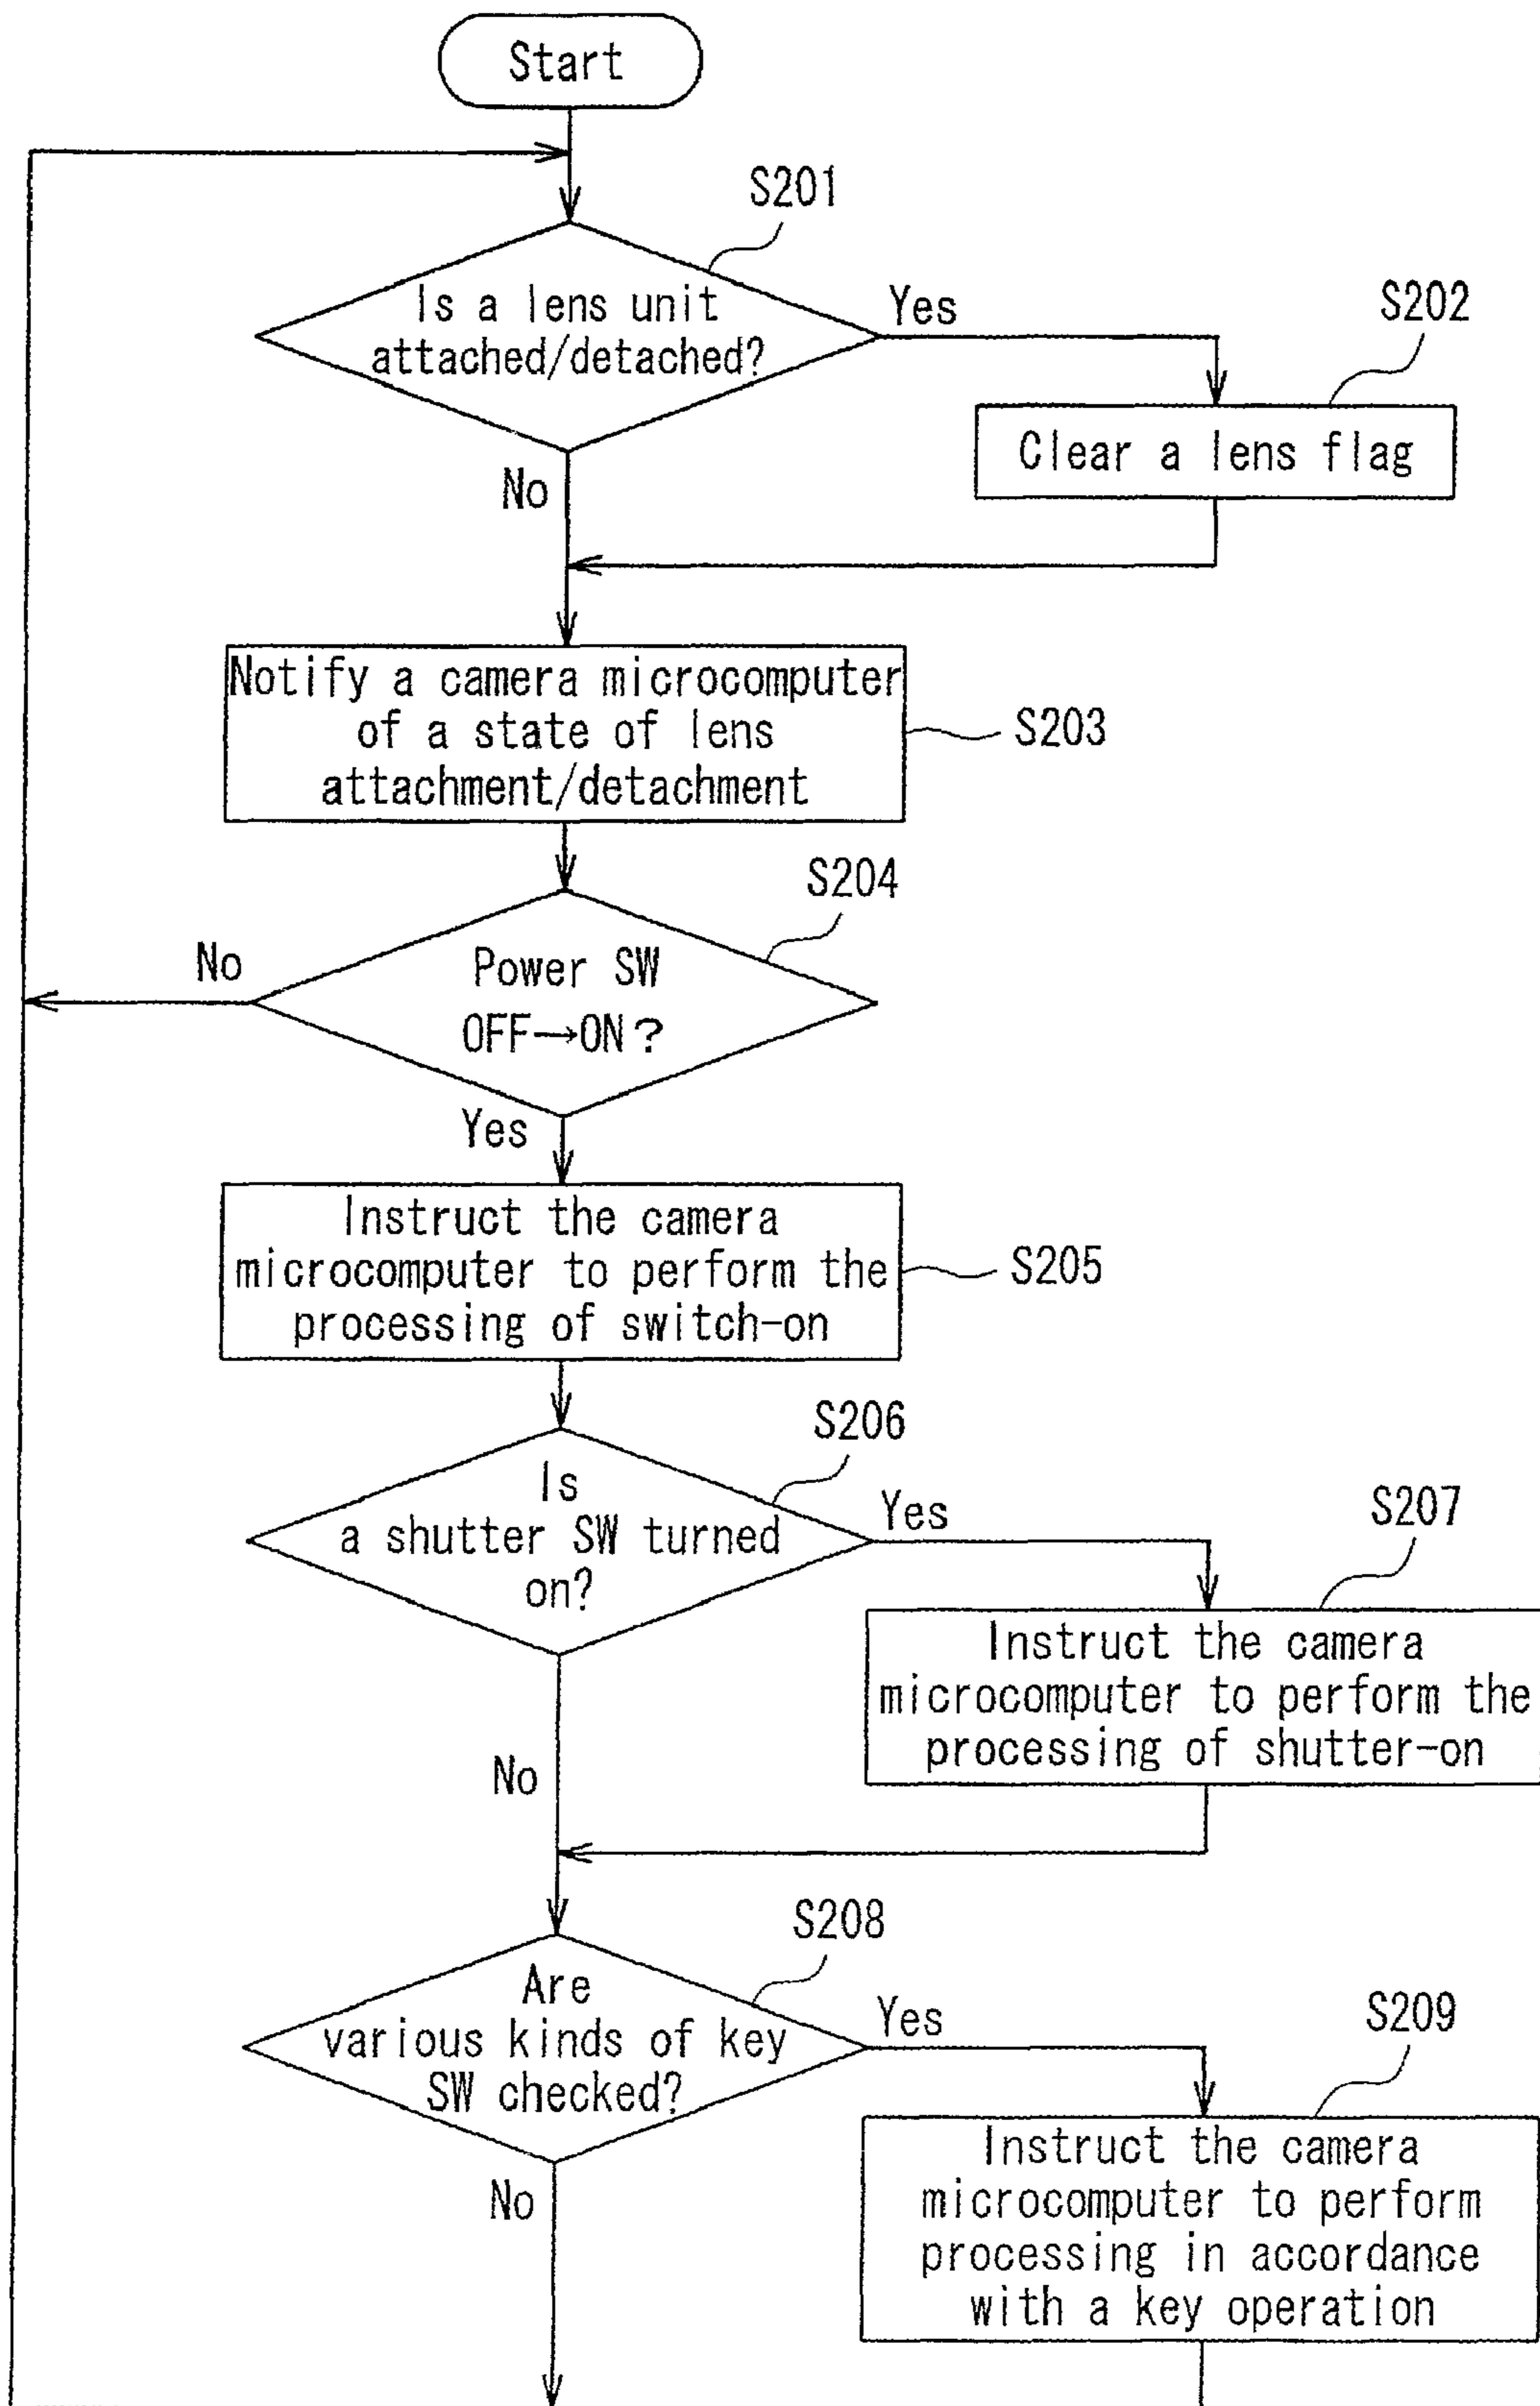 Start
S201
Is a lens unit
attached/detached?
Yes
S202
Clear a lens flag
No
Notify a camera microcomputer
of a state of lens
attachment/detachment
S203
S204
No
Power SW
OFF→ON?
Yes
Instruct the camera
microcomputer to perform the
processing of switch-on
S205
S206
Is
a shutter SW turned
on?
Yes
S207
Instruct the camera
microcomputer to perform the
processing of shutter-on
No
S208
Are
various kinds of key
SW checked?
Yes
S209
Instruct the camera
microcomputer to perform
processing in accordance
with a key operation
No